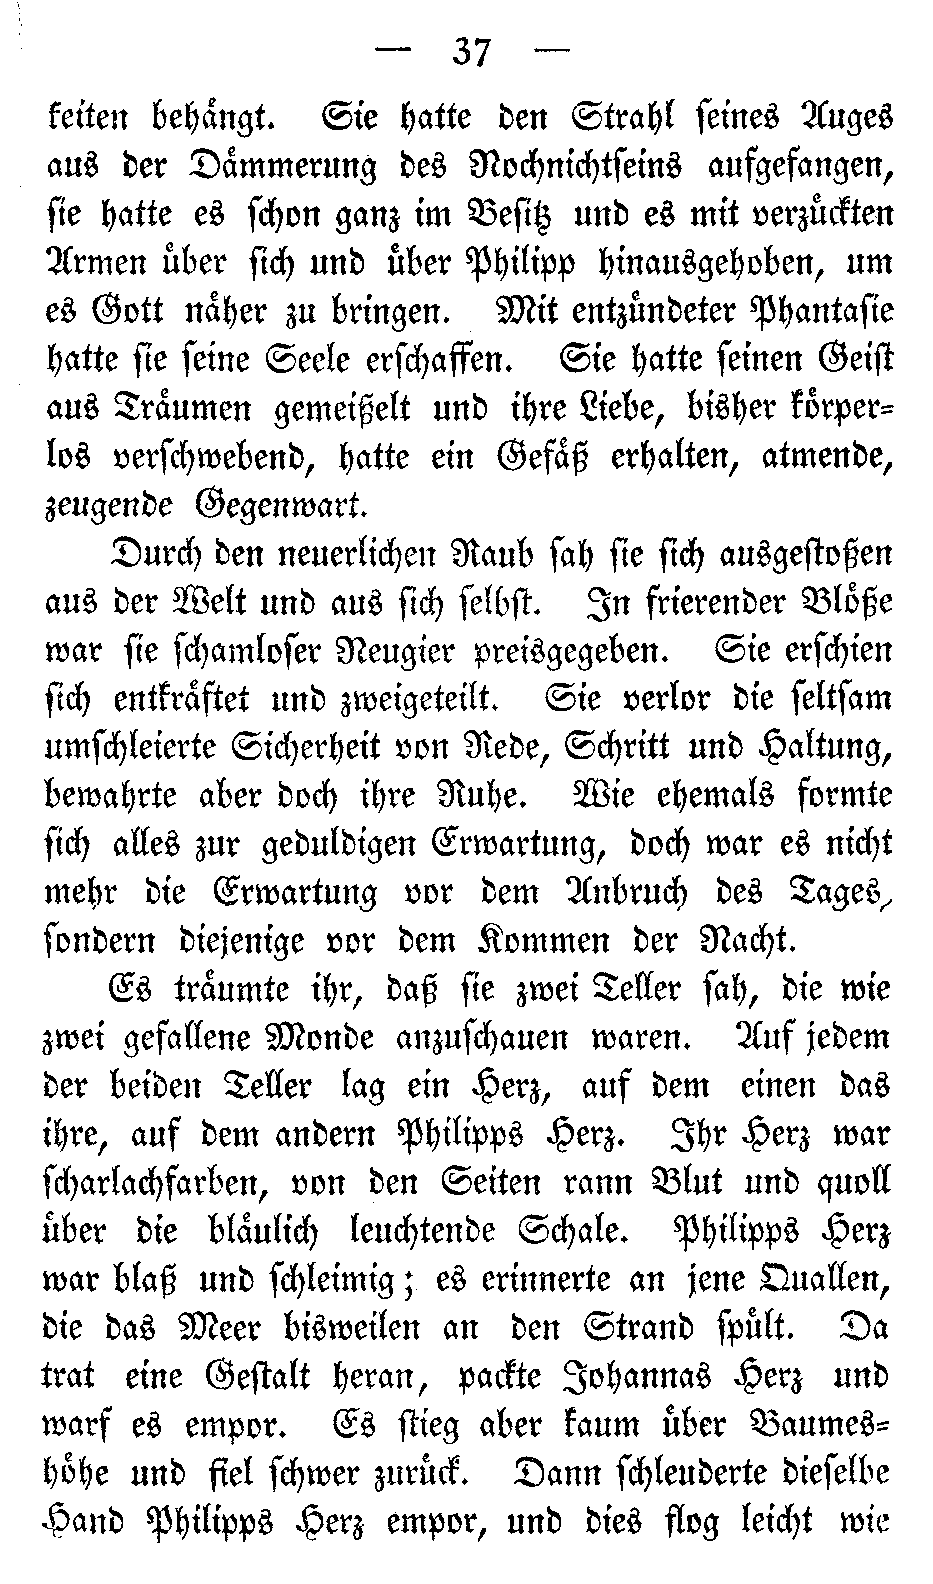 — 37 —
keiten behängt. Sie hatte den Strahl seines Auges
aus der Dämmerung des Nochnichtseins aufgefangen,
sie hatte es schon ganz im Besitz und es mit verzückten
Armen über sich und über Philipp hinausgehoben, um
es Gott näher zu bringen. Mit entzündeter Phantasie
hatte sie seine Seele erschaffen. Sie hatte seinen Geist
aus Träumen gemeißelt und ihre Liebe, bisher körper-
los verschwebend, hatte ein Gefäß erhalten, atmende,
zeugende Gegenwart.
Durch den neuerlichen Raub sah sie sich ausgestoßen
aus der Welt und aus sich selbst. In frierender Blöße
war sie schamloser Neugier preisgegeben. Sie erschien
sich entkräftet und zweigeteilt. Sie verlor die seltsam
umschleierte Sicherheit von Rede, Schritt und Haltung,
bewahrte aber doch ihre Ruhe. Wie ehemals formte
sich alles zur geduldigen Erwartung, doch war es nicht
mehr die Erwartung vor dem Anbruch des Tages,
sondern diejenige vor dem Kommen der Nacht.
Es träumte ihr, daß sie zwei Teller sah, die wie
zwei gefallene Monde anzuschauen waren. Auf jedem
der beiden Teller lag ein Herz, auf dem einen das
ihre, auf dem andern Philipps Herz. Ihr Herz war
scharlachfarben, von den Seiten rann Blut und quoll
über die bläulich leuchtende Schale. Philipps Herz
war blaß und schleimig; es erinnerte an jene Quallen,
die das Meer bisweilen an den Strand spült. Da
trat eine Gestalt heran, packte Johannas Herz und
warf es empor. Es stieg aber kaum über Baumes-
höhe und fiel schwer zurück. Dann schleuderte dieselbe
Hand Philipps Herz empor, und dies flog leicht wie